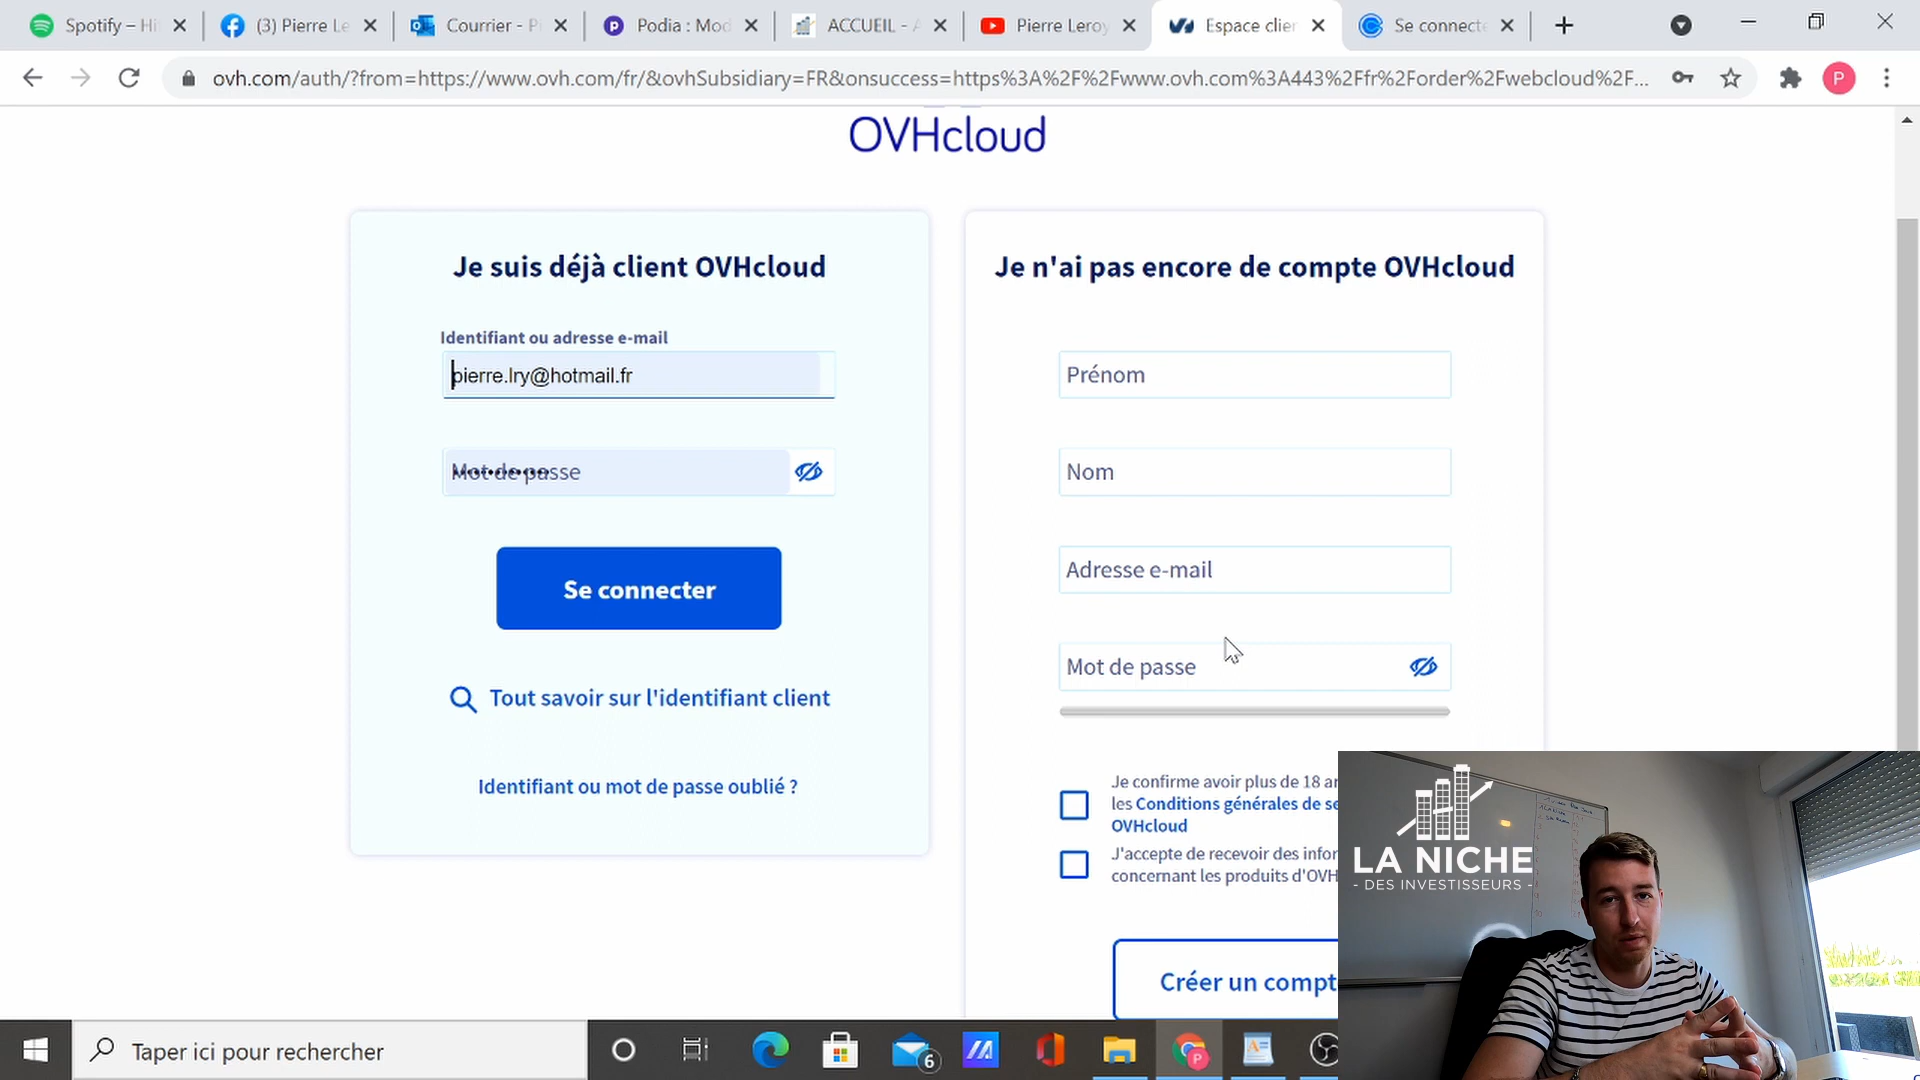 Spotify – Hi
(3) Pierre Le
Courrier - P
Podia : Mod
ACCUEIL - A
Pierre Leroy
Espace clien
Se connecte
ovh.com/auth/?from=https://www.ovh.com/fr/&ovhSubsidiary=FR&onsuccess=https%3A%2F%2Fwww.ovh.com%3A443%2Ffr%2Forder%2Fwebcloud%2F...
P
OVHcloud
Je suis déjà client OVHcloud
Identifiant ou adresse e-mail
pierre.lry@hotmail.fr
Mot de passe
Se connecter
Tout savoir sur l'identifiant client
Identifiant ou mot de passe oublié ?
Je n'ai pas encore de compte OVHcloud
Prénom
Nom
Adresse e-mail
Mot de passe
Je confirme avoir plus de 18 an
les Conditions générales de se
OVHcloud
J'accepte de recevoir des infor
concernant les produits d'OVH
Créer un compt
LA NICHE
- DES INVESTISSEURS -
Taper ici pour rechercher
6
P